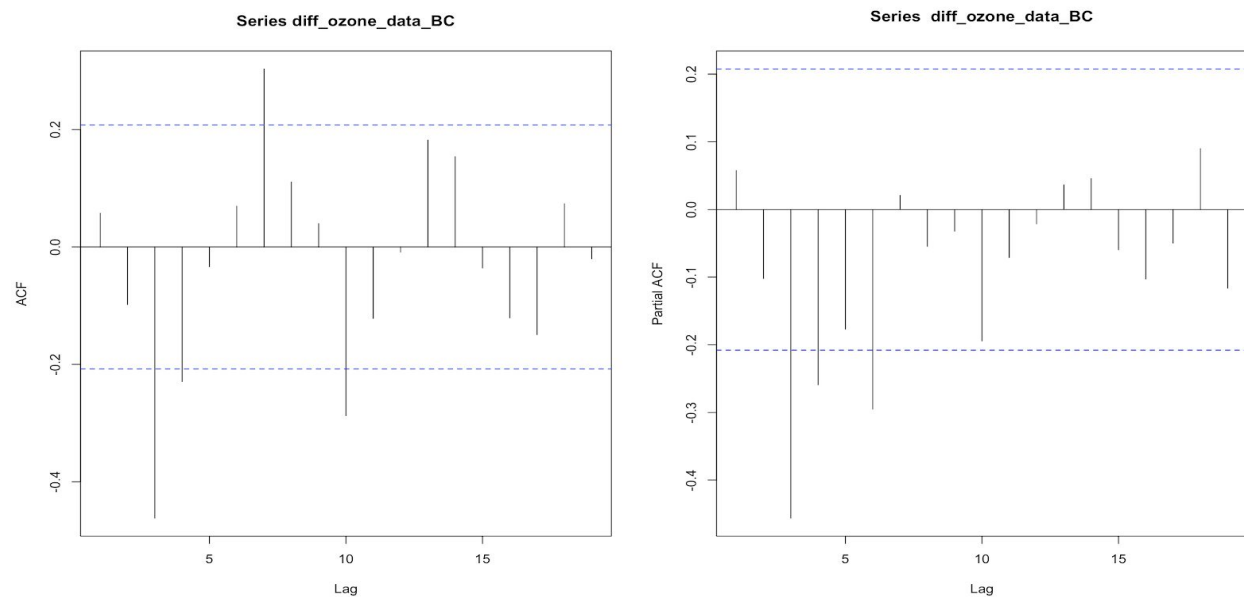 Series diff_ozone_data_BC
ACF
0.2
0.0
-0.2
-0.4
5 10 15
Lag
Series diff_ozone_data_BC
Partial ACF
0.2
0.1
0.0
-0.1
-0.2
-0.3
-0.4
5 10 15
Lag